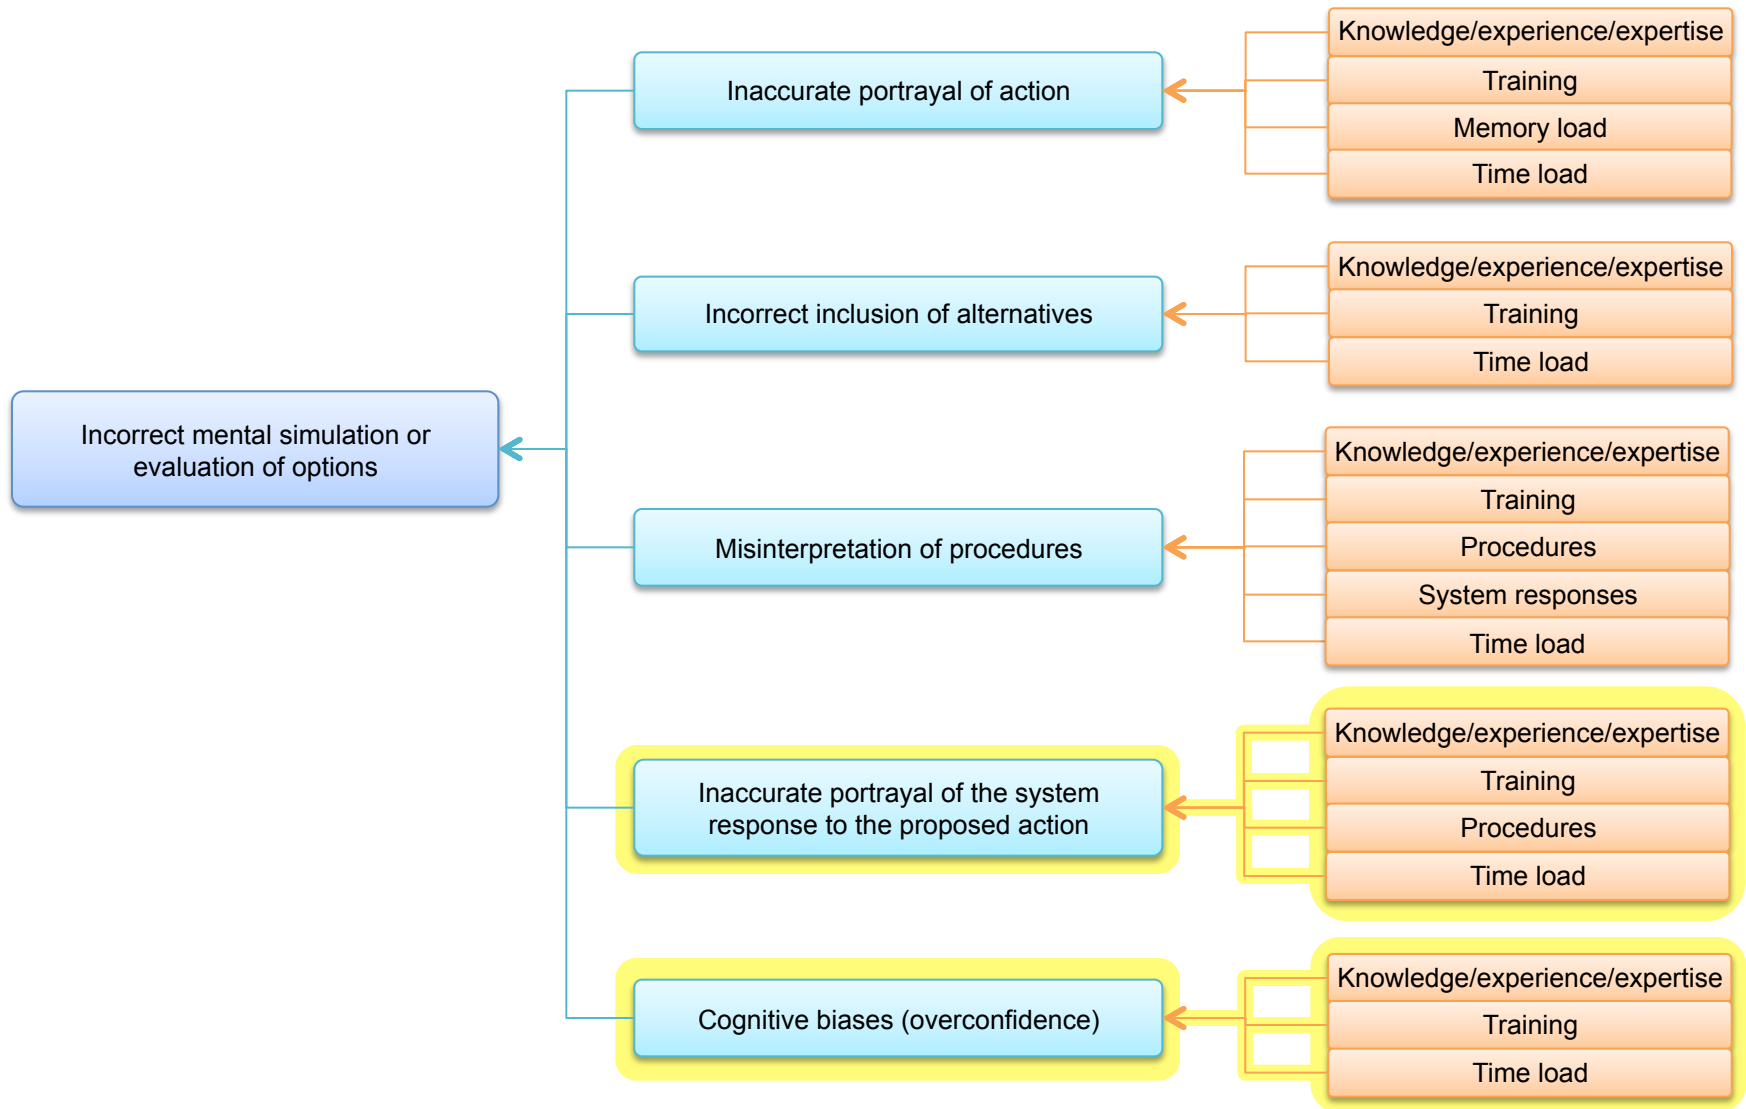 Incorrect mental simulation or
evaluation of options
Inaccurate portrayal of action
Knowledge/experience/expertise
Training
Memory load
Time load
Incorrect inclusion of alternatives
Knowledge/experience/expertise
Training
Time load
Misinterpretation of procedures
Knowledge/experience/expertise
Training
Procedures
System responses
Time load
Inaccurate portrayal of the system
response to the proposed action
Knowledge/experience/expertise
Training
Procedures
Time load
Cognitive biases (overconfidence)
Knowledge/experience/expertise
Training
Time load